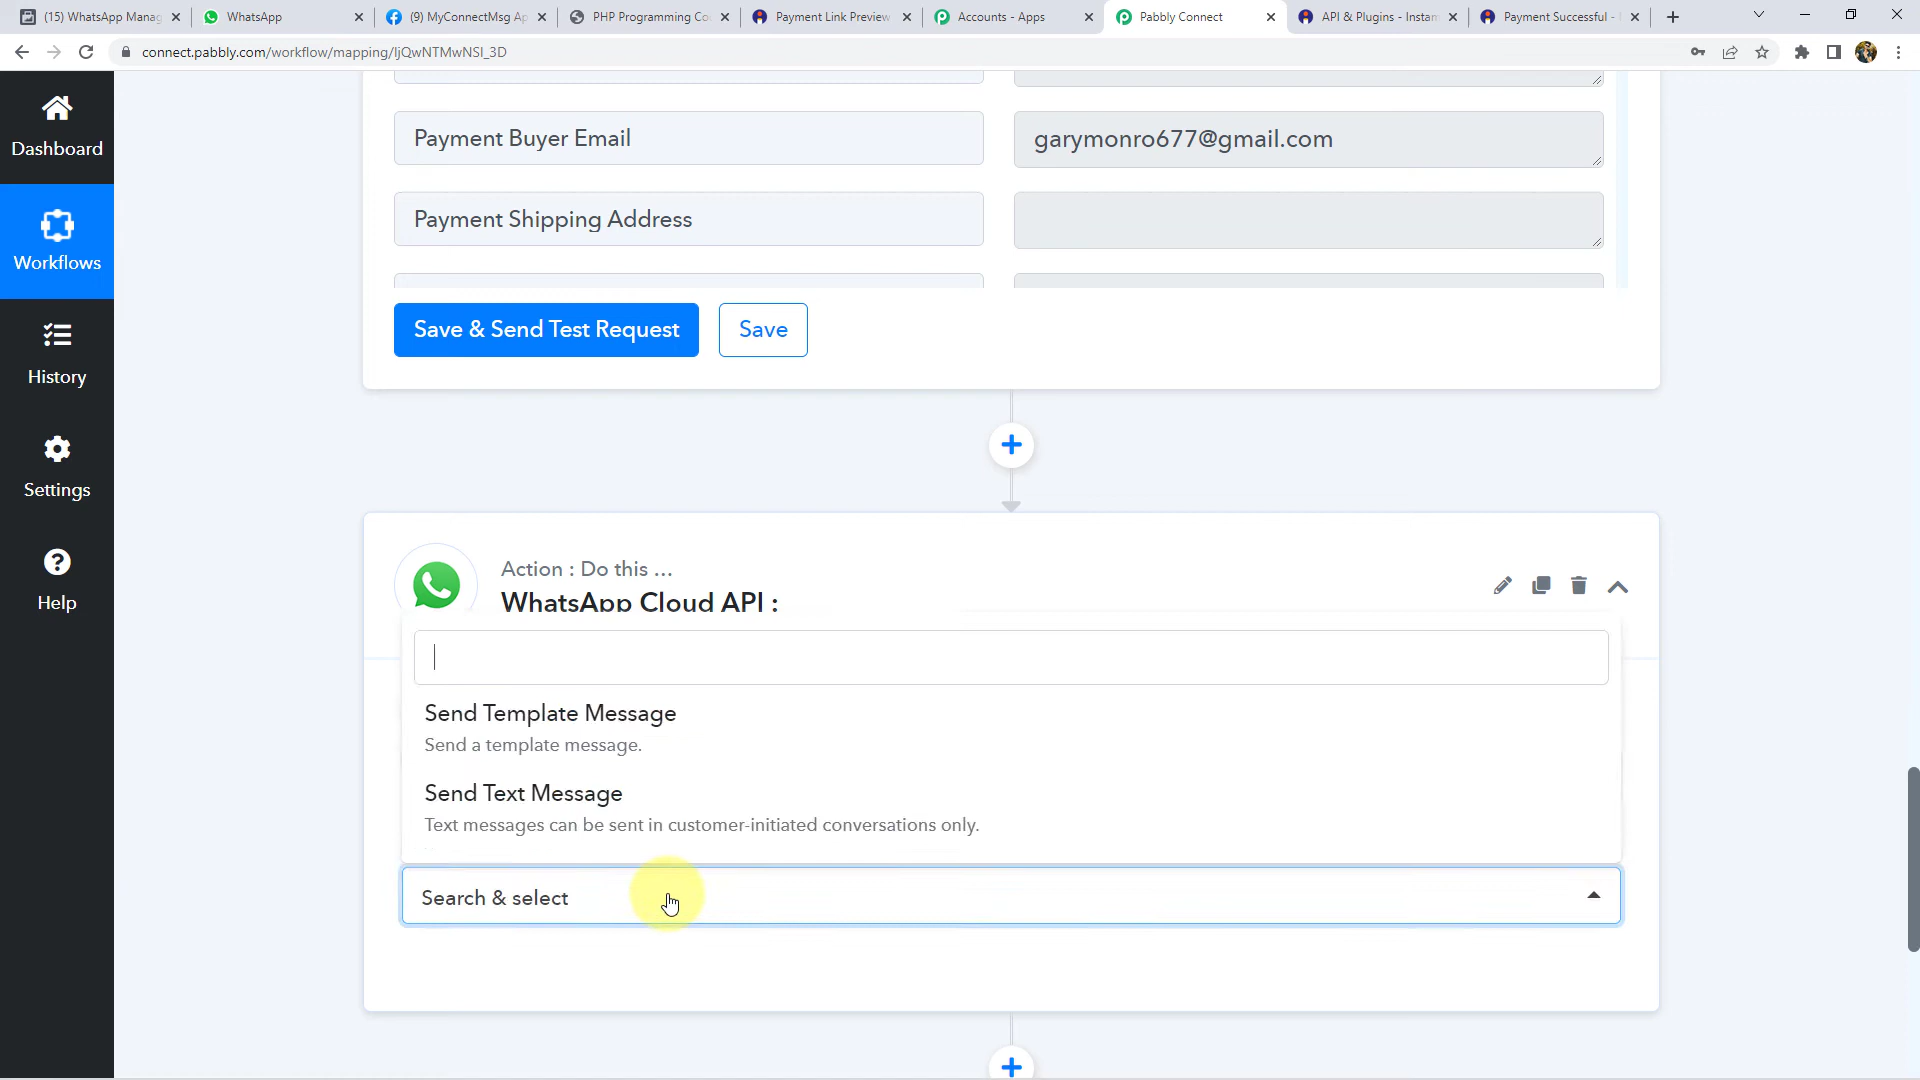 (15) WhatsApp Manag
WhatsApp
(9) MyConnectMsg Ap
PHP Programming Co
Payment Link Preview
Accounts - Apps
Pabbly Connect
API & Plugins - Instam
Payment Successful -
connect.pabbly.com/workflow/mapping/IjQwNTMwNSI_3D
Dashboard
Workflows
History
Settings
Help
Payment Buyer Email
garymonro677@gmail.com
Payment Shipping Address
Save & Send Test Request
Save
Action : Do this ...
WhatsApp Cloud API :
Send Template Message
Send a template message.
Send Text Message
Text messages can be sent in customer-initiated conversations only.
Search & select